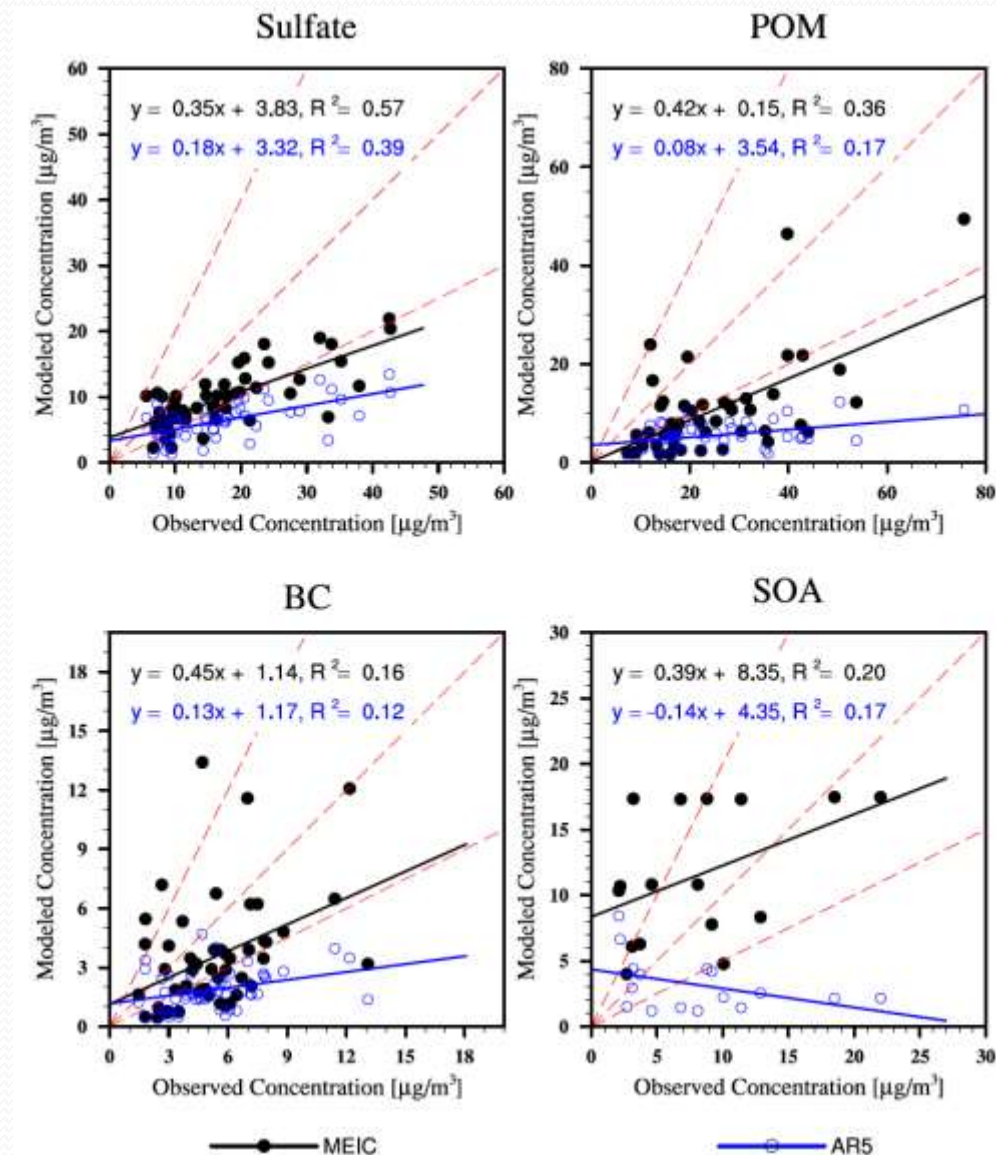 Sulfate
y = 0.35x + 3.83, R²= 0.57
y = 0.18x + 3.32, R²= 0.39
Modeled Concentration [µg/m³]
60
50
40
30
20
10
0
0 10 20 30 40 50 60
Observed Concentration [µg/m³]
POM
y = 0.42x + 0.15, R²= 0.36
y = 0.08x + 3.54, R²= 0.17
Modeled Concentration [µg/m³]
80
60
40
20
0
0 20 40 60 80
Observed Concentration [µg/m³]
BC
y = 0.45x + 1.14, R²= 0.16
y = 0.13x + 1.17, R²= 0.12
Modeled Concentration [µg/m³]
18
15
12
9
6
3
0
0 3 6 9 12 15 18
Observed Concentration [µg/m³]
SOA
y = 0.39x + 8.35, R²= 0.20
y = -0.14x + 4.35, R²= 0.17
Modeled Concentration [µg/m³]
30
25
20
15
10
5
0
0 5 10 15 20 25 30
Observed Concentration [µg/m³]
MEIC
AR5